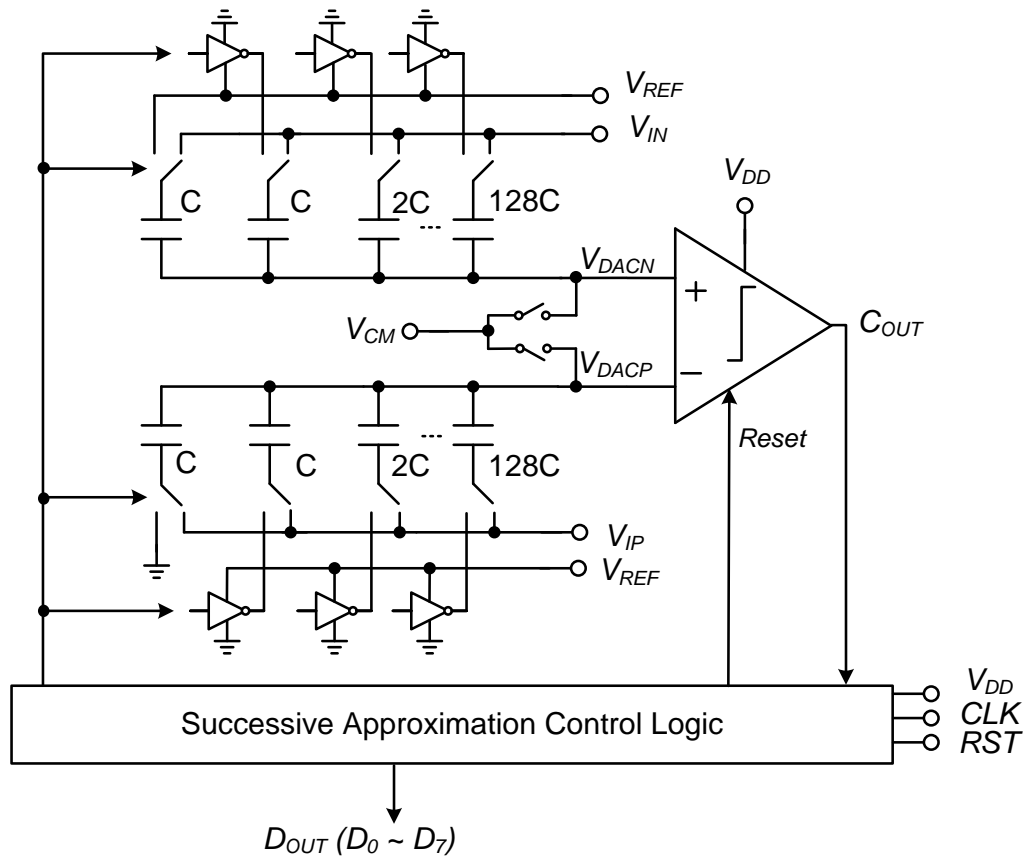 V_REF
V_IN
V_DD
C
C
2C
128C
....
V_DACN
+
V_CM
C_OUT
V_DACP
−
Reset
C
C
2C
128C
....
V_IP
V_REF
Successive Approximation Control Logic
V_DD
CLK
RST
D_OUT (D_0 ~ D_7)